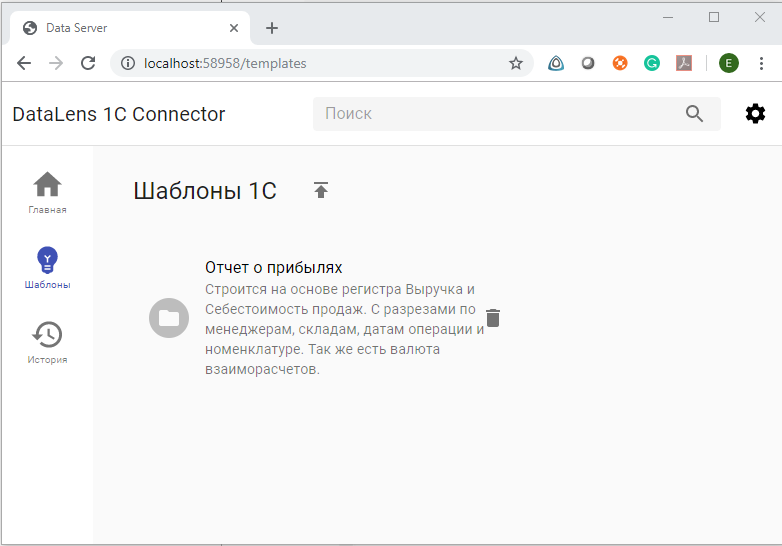 Data Server
localhost:58958/templates
E
DataLens 1C Connector
Поиск
Главная
Шаблоны
История
Шаблоны 1С
Отчет о прибылях
Строится на основе регистра Выручка и
Себестоимость продаж. С разрезами по
менеджерам, складам, датам операции и
номенклатуре. Так же есть валюта
взаиморасчетов.